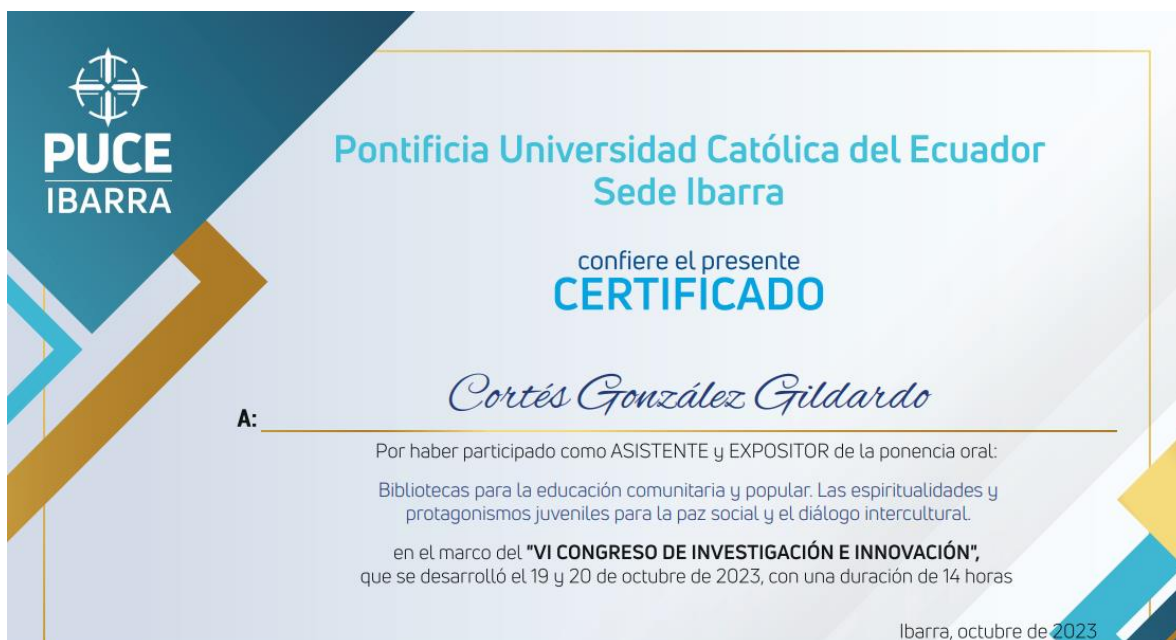 PUCE
IBARRA
Pontificia Universidad Católica del Ecuador
Sede Ibarra
confiere el presente
CERTIFICADO
Cortés González Gildardo
A:
Por haber participado como ASISTENTE y EXPOSITOR de la ponencia oral:
Bibliotecas para la educación comunitaria y popular. Las espiritualidades y
protagonismos juveniles para la paz social y el diálogo intercultural.
en el marco del "VI CONGRESO DE INVESTIGACIÓN E INNOVACIÓN",
que se desarrolló el 19 y 20 de octubre de 2023, con una duración de 14 horas
Ibarra, octubre de 2023